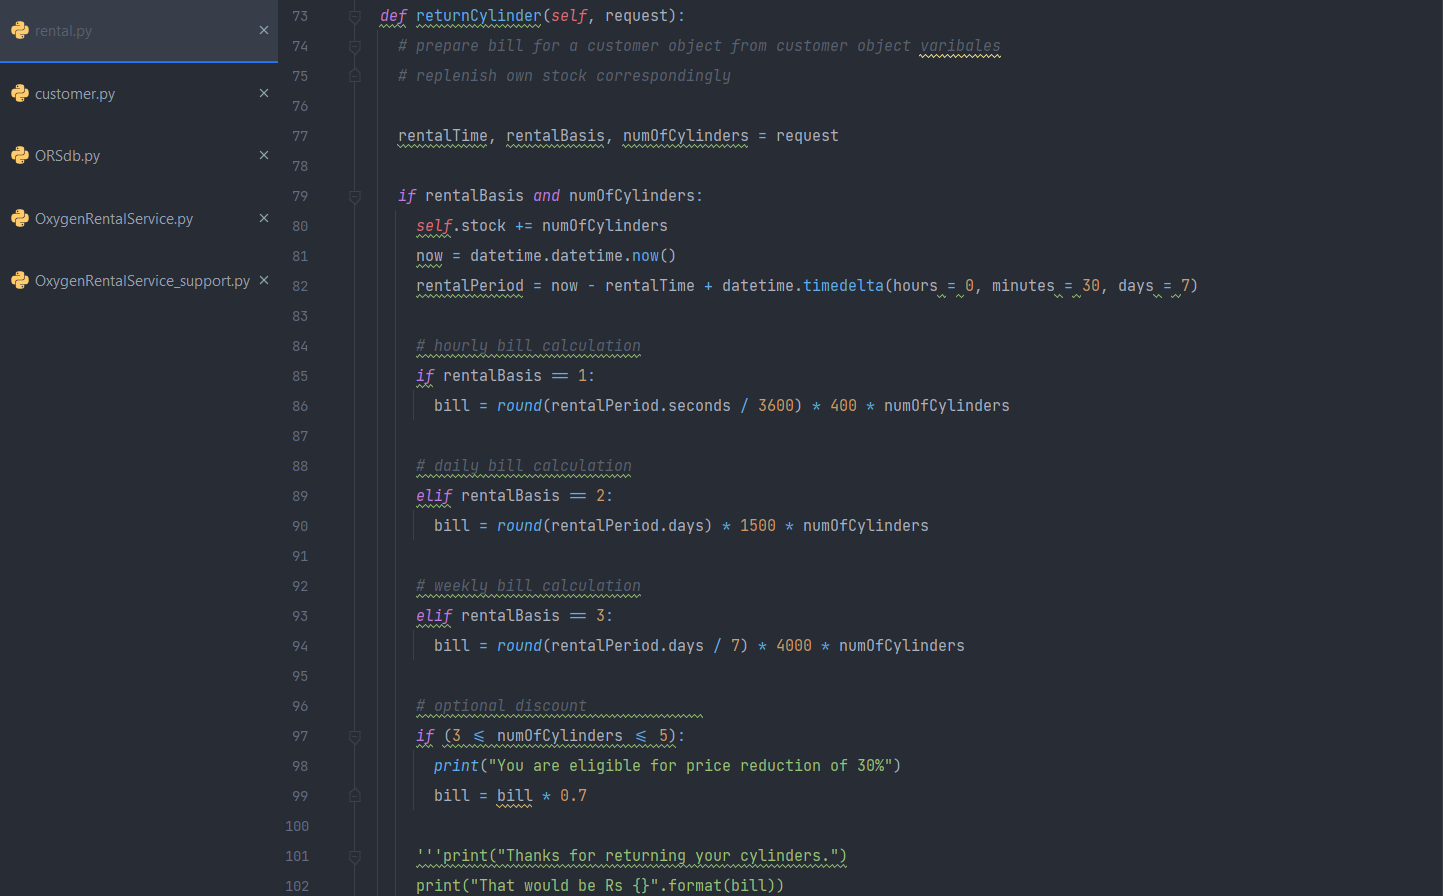 rental.py
customer.py
ORSdb.py
OxygenRentalService.py
OxygenRentalService_support.py
73 def returnCylinder(self, request):
74 # prepare bill for a customer object from customer object varibales
75 # replenish own stock correspondingly
76
77 rentalTime, rentalBasis, numOfCylinders = request
78
79 if rentalBasis and numOfCylinders:
80 self.stock += numOfCylinders
81 now = datetime.datetime.now()
82 rentalPeriod = now - rentalTime + datetime.timedelta(hours = 0, minutes = 30, days = 7)
83
84 # hourly bill calculation
85 if rentalBasis == 1:
86 bill = round(rentalPeriod.seconds / 3600) * 400 * numOfCylinders
87
88 # daily bill calculation
89 elif rentalBasis == 2:
90 bill = round(rentalPeriod.days) * 1500 * numOfCylinders
91
92 # weekly bill calculation
93 elif rentalBasis == 3:
94 bill = round(rentalPeriod.days / 7) * 4000 * numOfCylinders
95
96 # optional discount
97 if (3 <= numOfCylinders <= 5):
98 print("You are eligible for price reduction of 30%")
99 bill = bill * 0.7
100
101 '''print("Thanks for returning your cylinders.")
102 print("That would be Rs {}".format(bill))